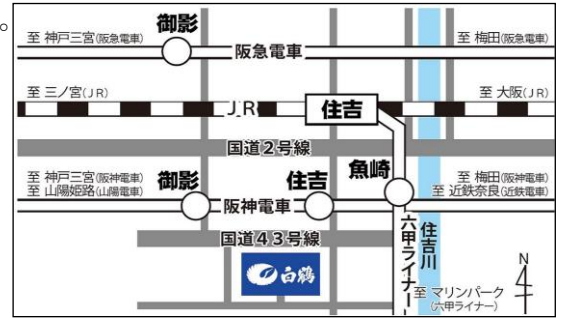 。
御影
至 神戸三宮(阪急電車)
阪急電車
至 梅田(阪急電車)
至 三ノ宮(JR)
JR
住吉
至 大阪(JR)
国道2号線
至 神戸三宮(阪神電車)
至 山陽姫路(山陽電車)
御影
阪神電車
住吉
魚崎
至 梅田(阪神電車)
至 近鉄奈良(近鉄電車)
国道43号線
六甲ライナー
住吉川
白鶴
至 マリンパーク
(六甲ライナー)
N
4